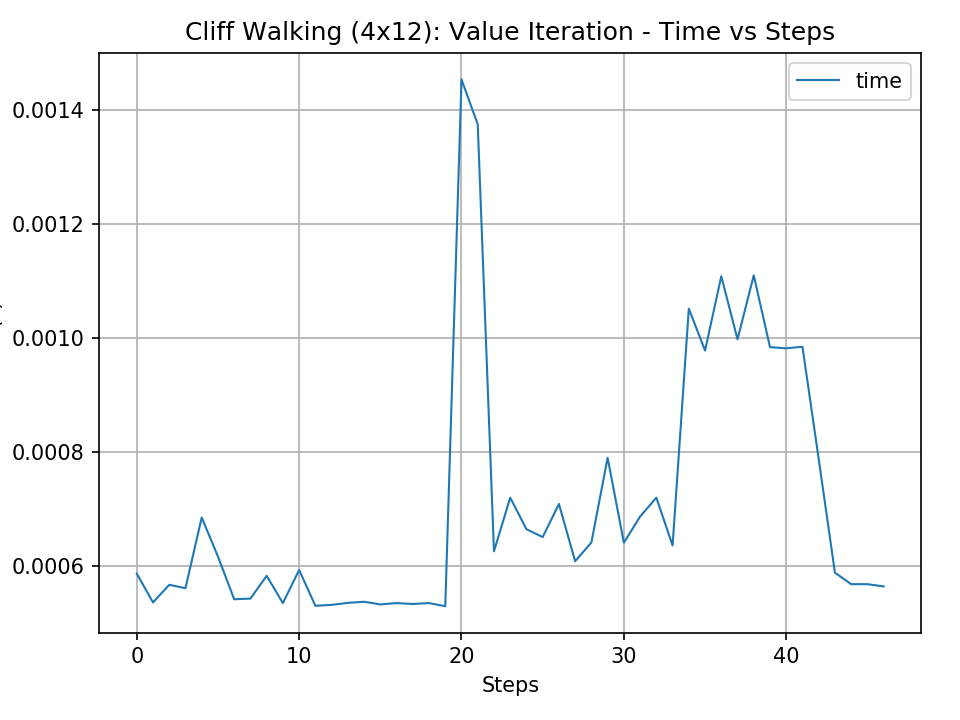 Cliff Walking (4x12): Value Iteration - Time vs Steps
time
0.0014
0.0012
0.0010
0.0008
0.0006
0 10 20 30 40
Steps